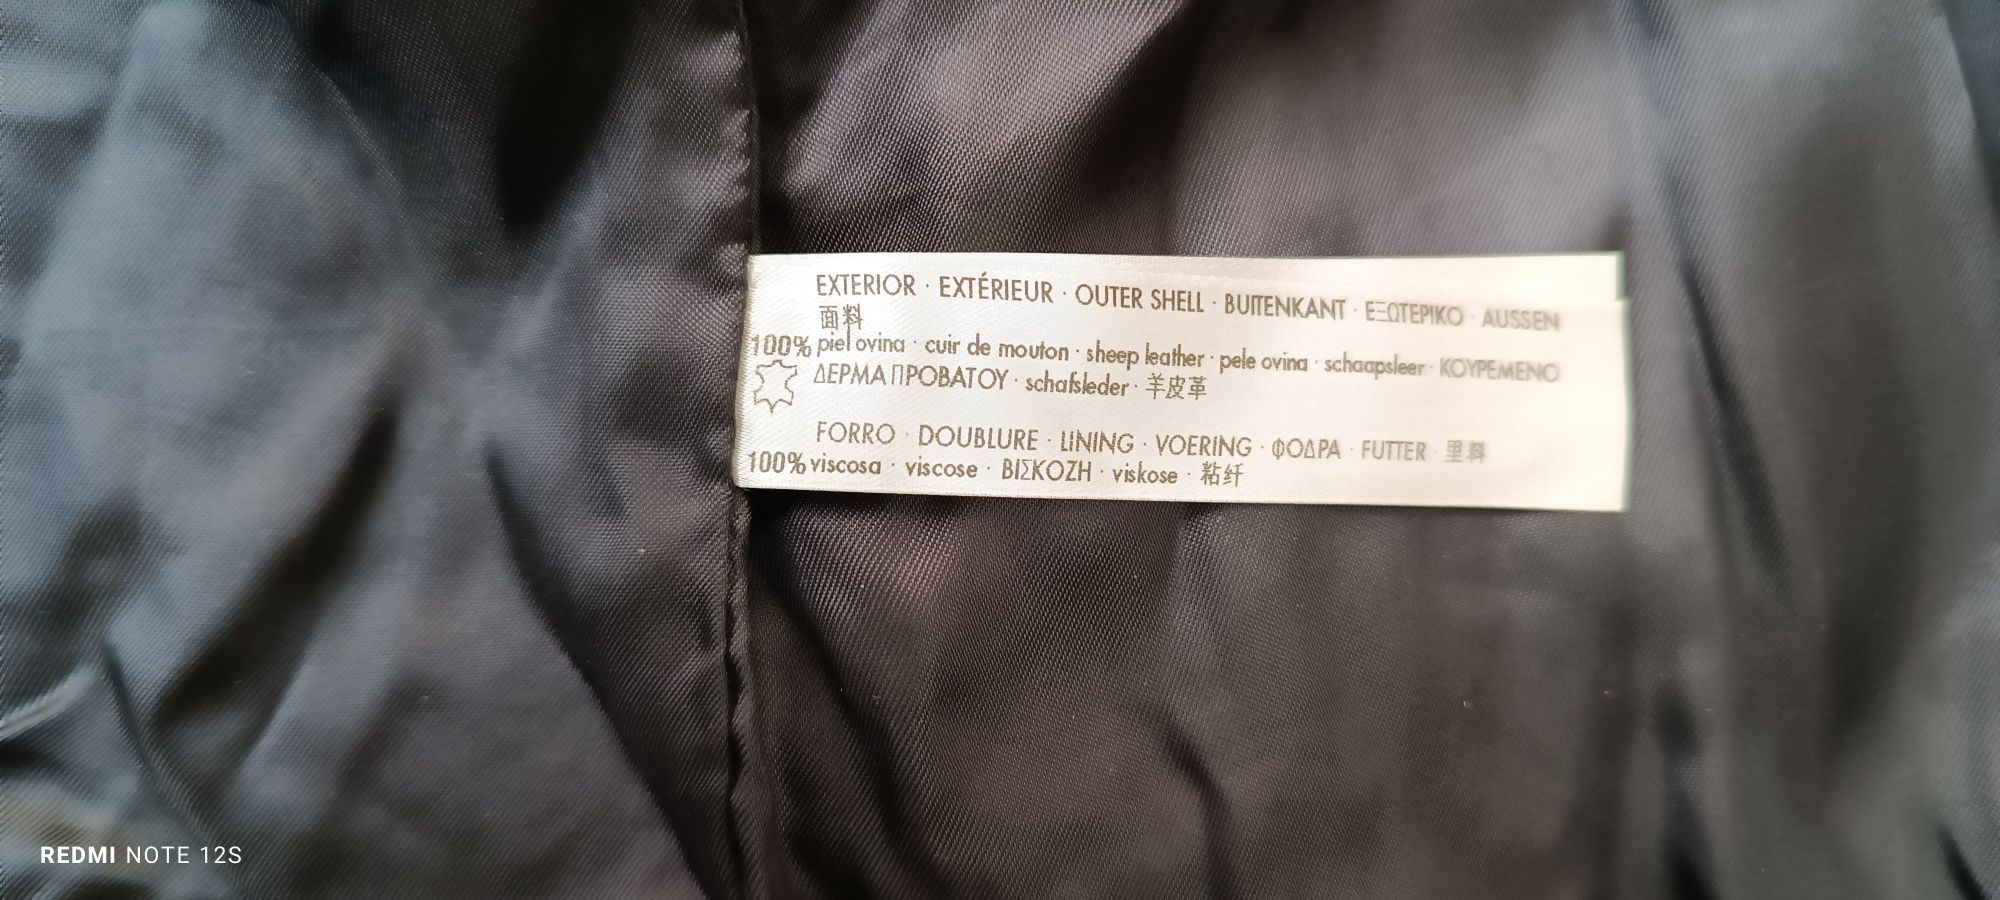 EXTERIOR · EXTÉRIEUR · OUTER SHELL · BUITENKANT · ΕΞΩΤΕΡΙΚΟ · AUSSEN
面料
100% piel ovina · cuir de mouton · sheep leather · pele ovina · schaapsleer · ΚΟΥΡΕΜΕΝΟ
ΔΕΡΜΑ ΠΡΟΒΑΤΟΥ · schafsleder · 羊皮革
FORRO · DOUBLURE · LINING · VOERING · ΦΟΔΡΑ · FUTTER · 里料
100% viscosa · viscose · ΒΙΣΚΟΖΗ · viskose · 粘纤
REDMI NOTE 12S